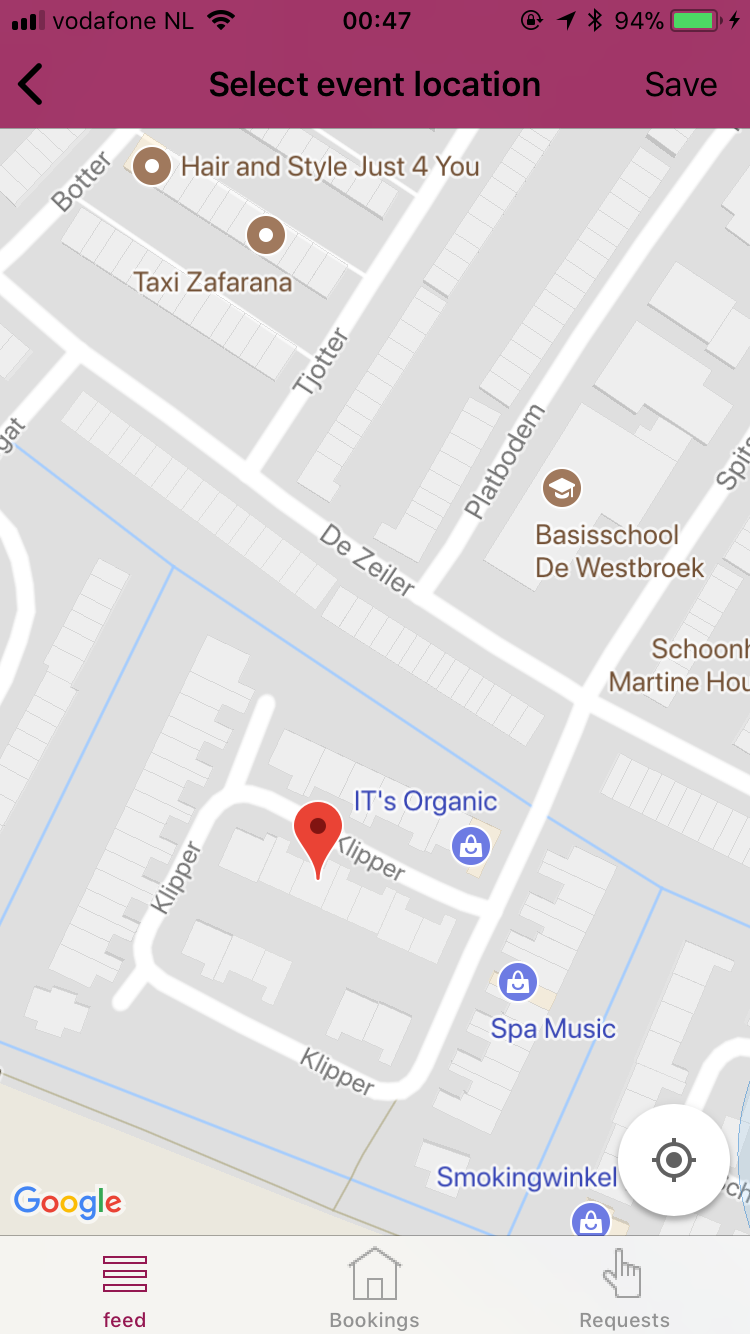 vodafone NL 00:47 94%
Select event location Save
Botter
Hair and Style Just 4 You
Taxi Zafarana
Tjotter
Platbodem
gat
Spits
De Zeiler
Basisschool
De Westbroek
Schoonh
Martine Hou
IT's Organic
Klipper
Klipper
Spa Music
Klipper
Smokingwinkel
Google
feed Bookings Requests